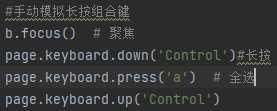 #手动模拟长按组合键
b.focus()  # 聚焦
page.keyboard.down('Control')#长按
page.keyboard.press('a')  # 全选
page.keyboard.up('Control')